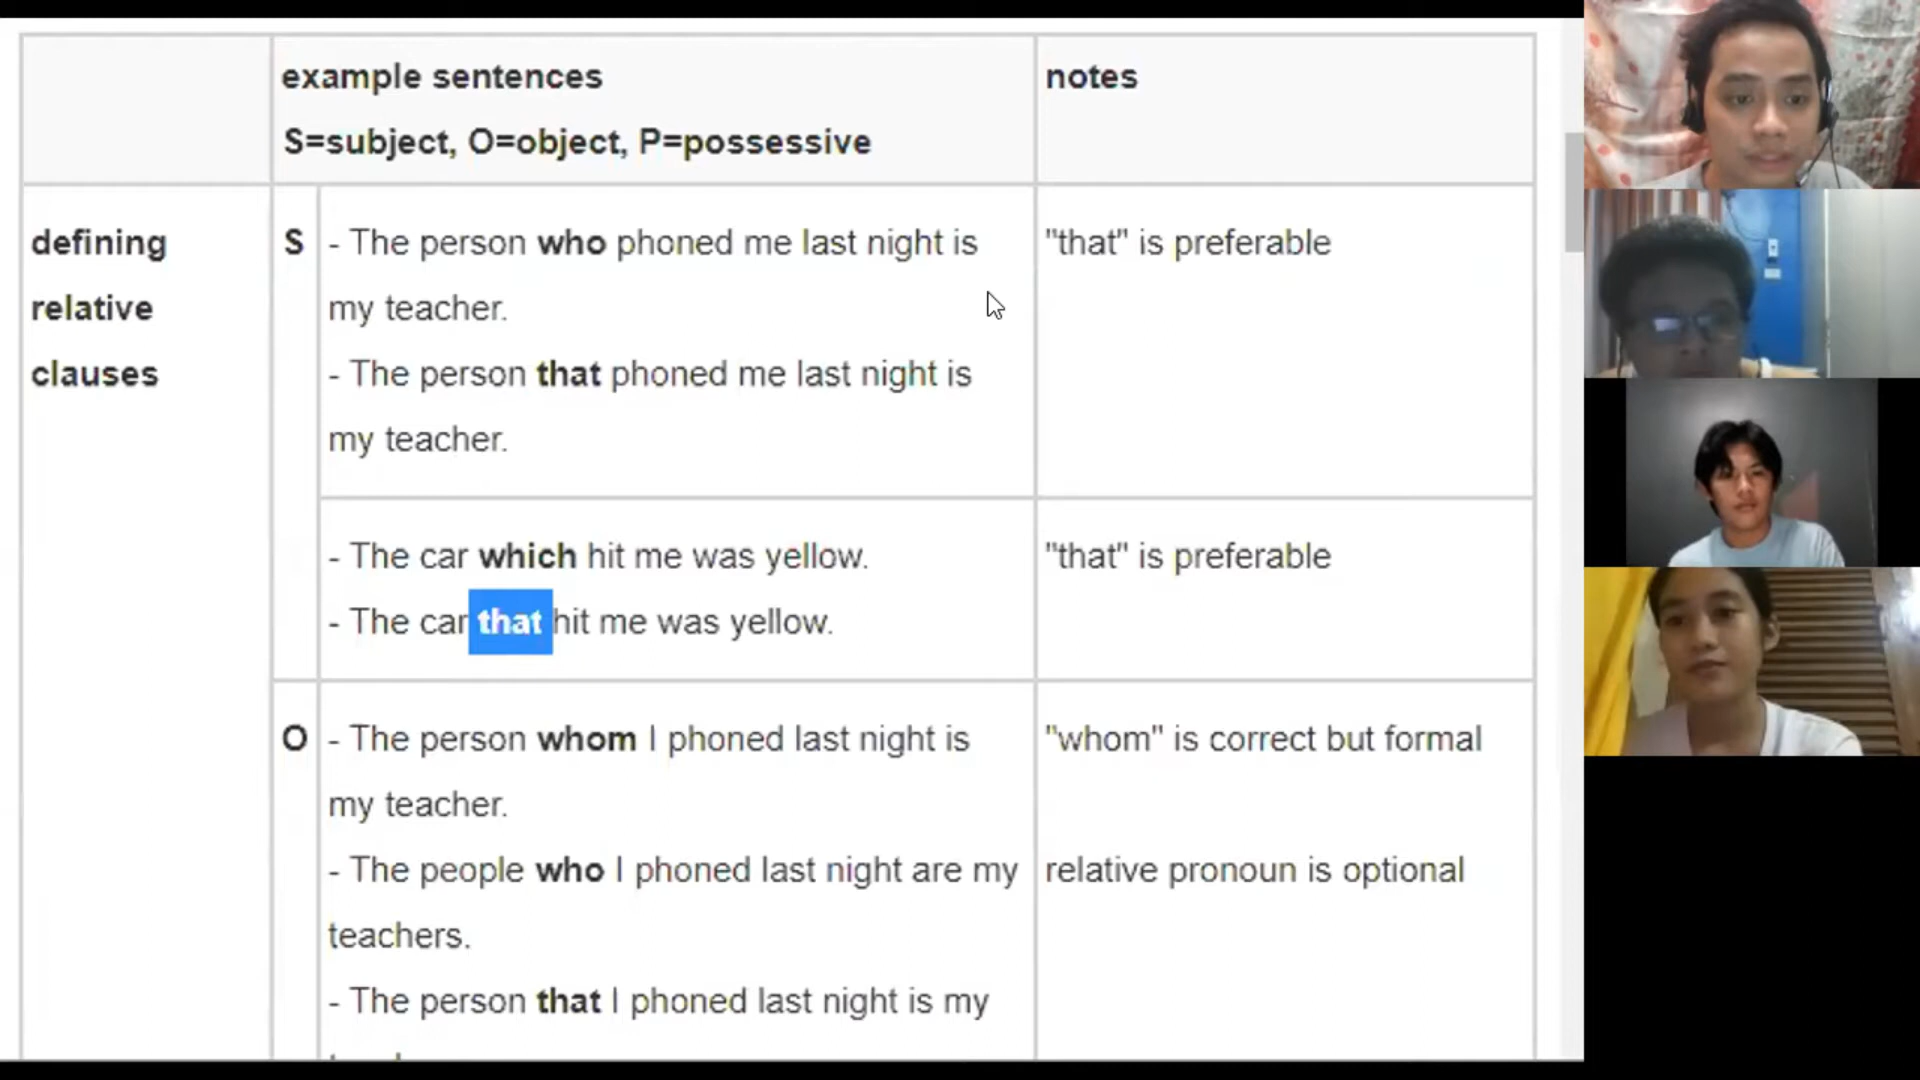 example sentences
S=subject, O=object, P=possessive
notes
defining
relative
clauses
S
- The person who phoned me last night is
my teacher.
- The person that phoned me last night is
my teacher.
"that" is preferable
- The car which hit me was yellow.
- The car that hit me was yellow.
"that" is preferable
O
- The person whom I phoned last night is
my teacher.
- The people who I phoned last night are my
teachers.
- The person that I phoned last night is my
"whom" is correct but formal
relative pronoun is optional